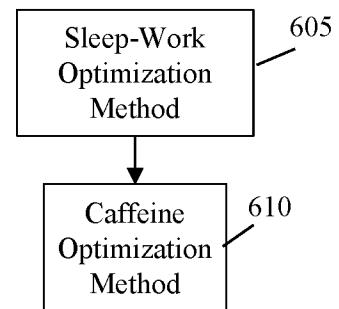 Sleep-Work
Optimization
Method
605
Caffeine
Optimization
Method
610